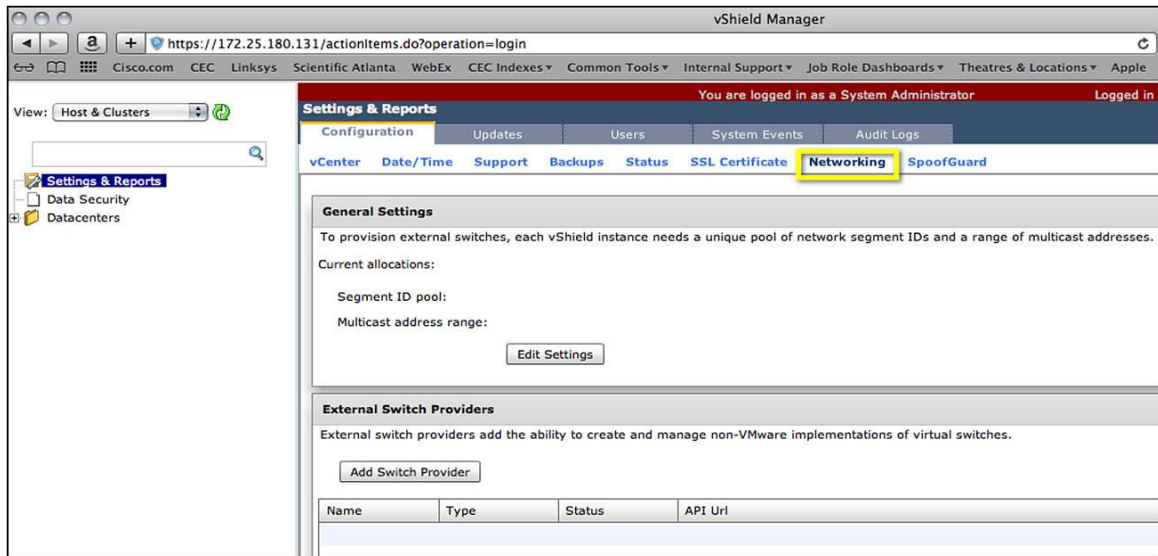 vShield Manager
a
+
https://172.25.180.131/actionItems.do?operation=login
Cisco.com CEC Linksys Scientific Atlanta WebEx CEC Indexes▾ Common Tools▾ Internal Support▾ Job Role Dashboards▾ Theatres & Locations▾ Apple
View: Host & Clusters
Settings & Reports
Data Security
Datacenters
You are logged in as a System Administrator Logged in
Settings & Reports
Configuration Updates Users System Events Audit Logs
vCenter Date/Time Support Backups Status SSL Certificate Networking SpoofGuard
General Settings
To provision external switches, each vShield instance needs a unique pool of network segment IDs and a range of multicast addresses.
Current allocations:
Segment ID pool:
Multicast address range:
Edit Settings
External Switch Providers
External switch providers add the ability to create and manage non-VMware implementations of virtual switches.
Add Switch Provider
Name Type Status API Url